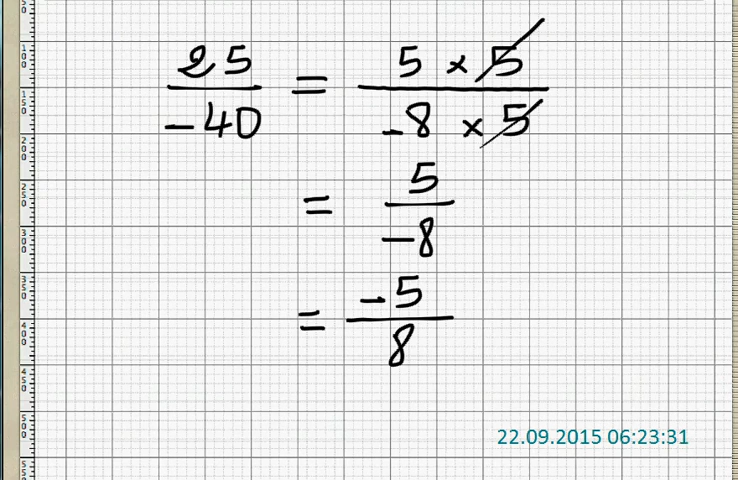 25/-40 = 5 × 5/-8 × 5
= 5/-8
= -5/8
22.09.2015 06:23:31